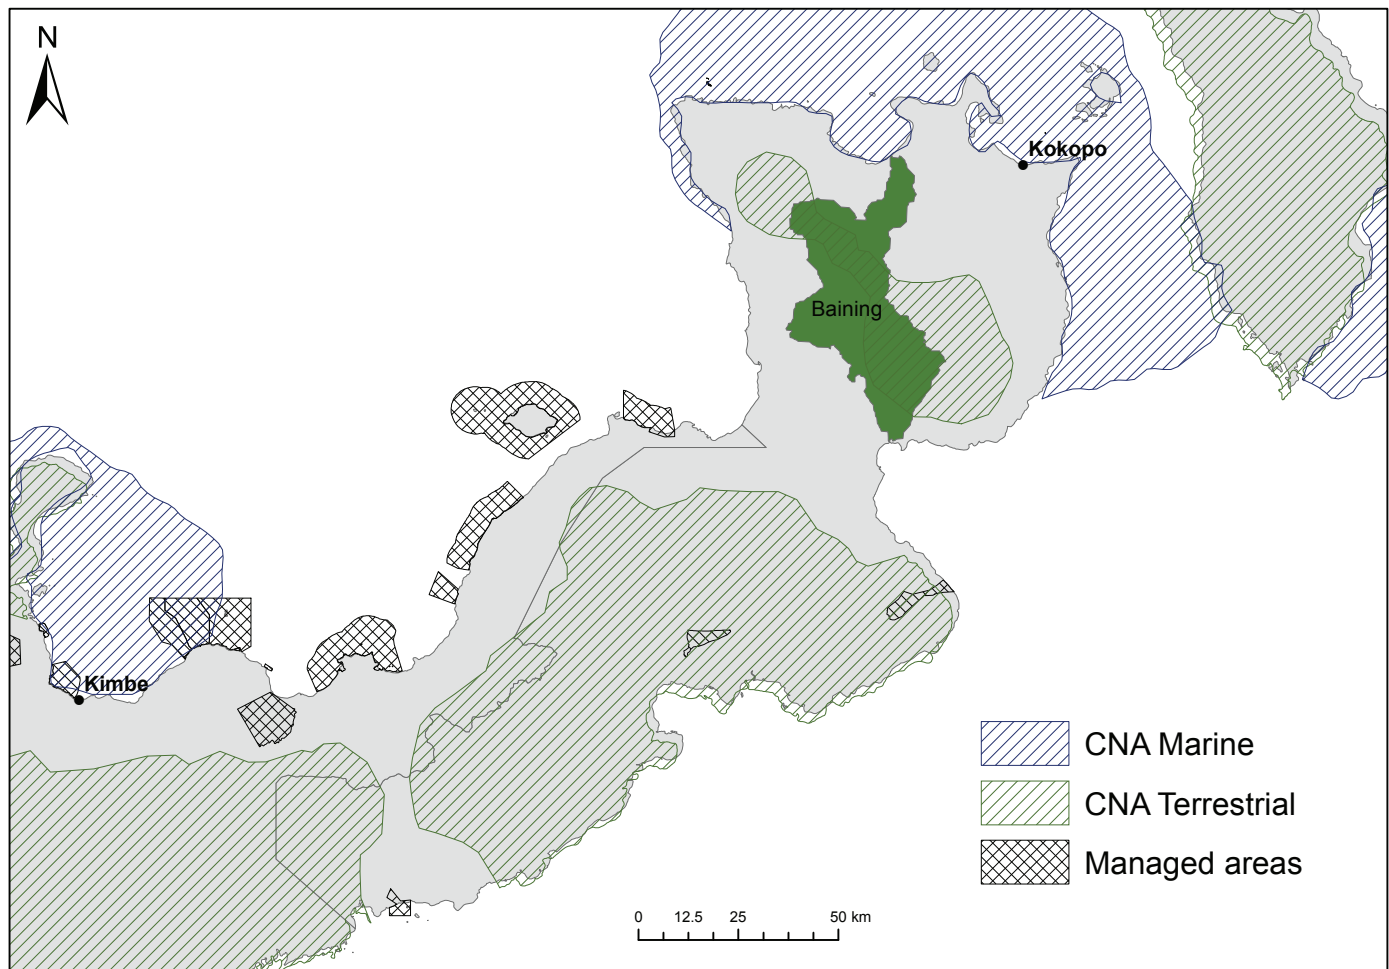 N
Kokopo
Baining
Kimbe
CNA Marine
CNA Terrestrial
Managed areas
0 12.5 25 50 km